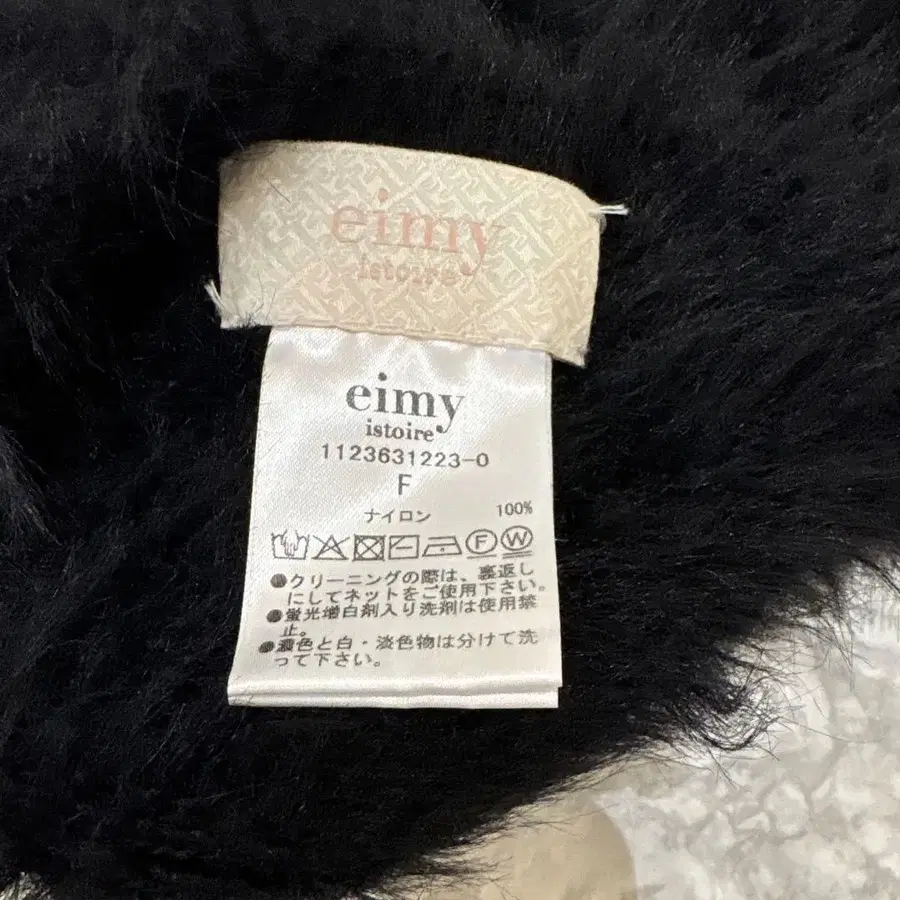 eimy
istoire
eimy
istoire
1123631223-0
F
ナイロン 100%
F W
●クリーニングの際は、裏返し
にしてネットをご使用下さい。
●蛍光増白剤入り洗剤は使用禁
止。
●濃色と白・淡色物は分けて洗
って下さい。